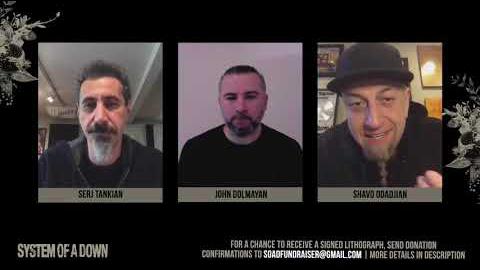 SERJ TANKIAN
JOHN DOLMAYAN
SHAVO ODADJIAN
SYSTEM OF A DOWN
FOR A CHANCE TO RECEIVE A SIGNED LITHOGRAPH, SEND DONATION
CONFIRMATIONS TO SOADFUNDRAISER@GMAIL.COM | MORE DETAILS IN DESCRIPTION